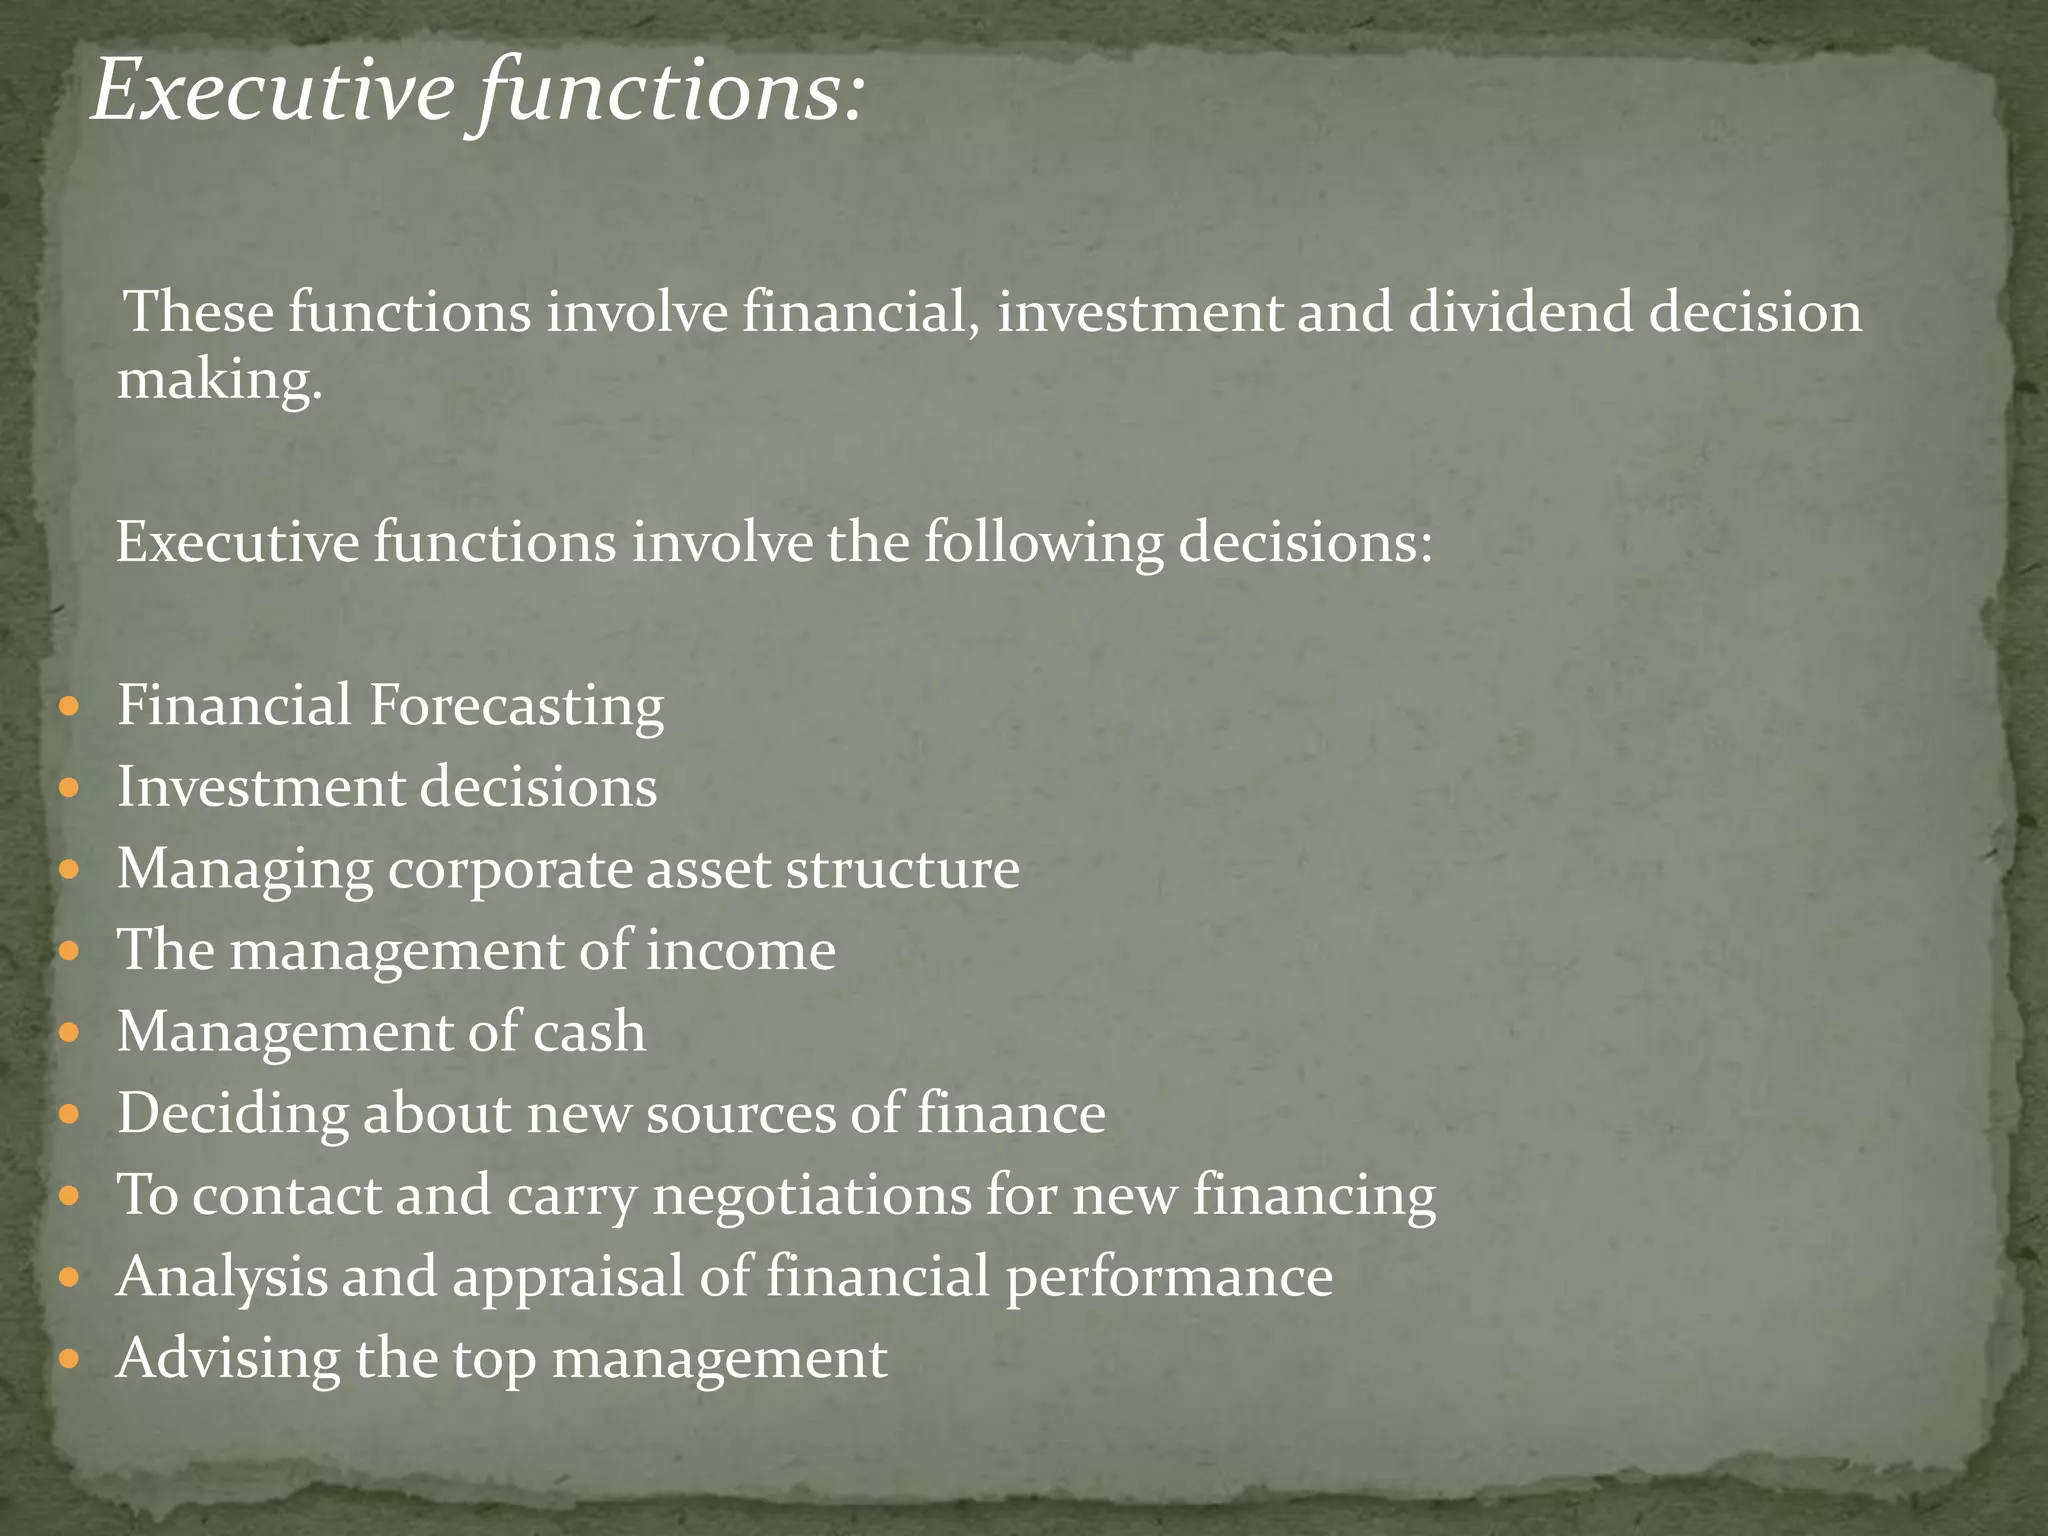 Executive functions:
These functions involve financial, investment and dividend decision
making.
Executive functions involve the following decisions:
• Financial Forecasting
• Investment decisions
• Managing corporate asset structure
• The management of income
• Management of cash
• Deciding about new sources of finance
• To contact and carry negotiations for new financing
• Analysis and appraisal of financial performance
• Advising the top management